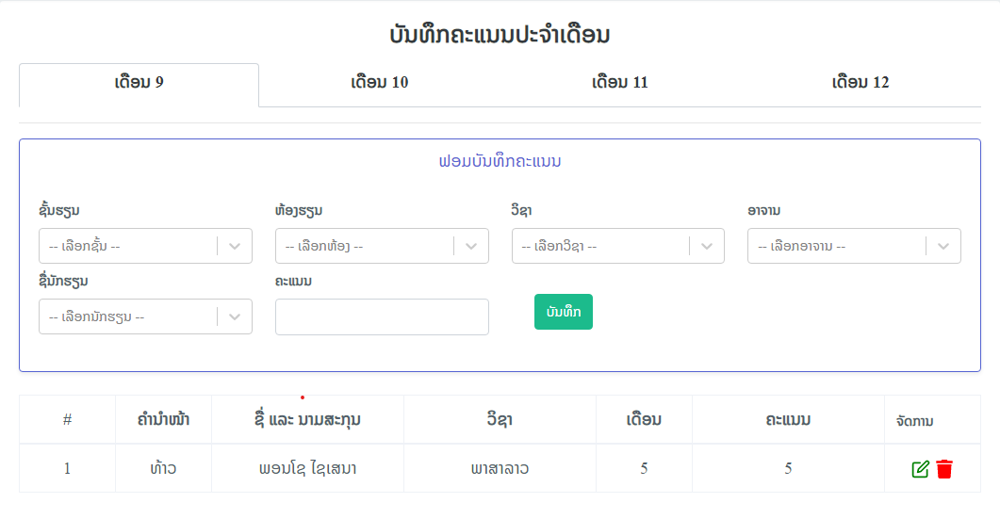 ບັນທຶກຄະແນນປະຈຳເດືອນ
ເດືອນ 9 ເດືອນ 10 ເດືອນ 11 ເດືອນ 12
ຟອມບັນທຶກຄະແນນ
ຊັ້ນຮຽນ ຫ້ອງຮຽນ ວິຊາ ອາຈານ
-- ເລືອກຊັ້ນ -- -- ເລືອກຫ້ອງ -- -- ເລືອກວິຊາ -- -- ເລືອກອາຈານ --
ຊື່ນັກຮຽນ ຄະແນນ
-- ເລືອກນັກຮຽນ -- ບັນທຶກ
# ຄຳນຳໜ້າ ຊື່ ແລະ ນາມສະກຸນ ວິຊາ ເດືອນ ຄະແນນ ຈັດການ
1 ທ້າວ ພອນໂຊ ໄຊເສນາ ພາສາລາວ 5 5